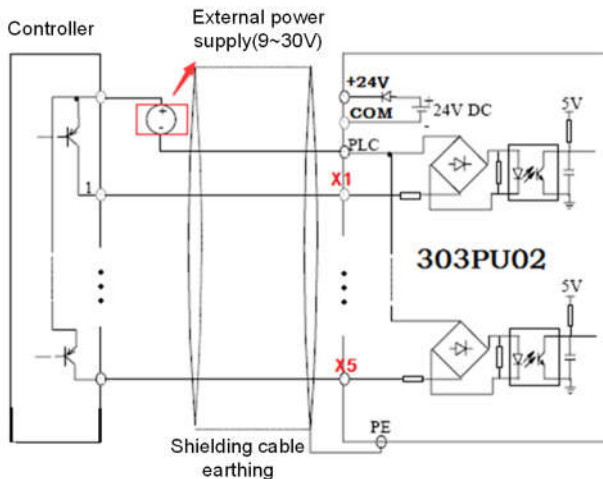 External power
supply(9~30V)
Controller
+24V
COM
24V DC
5V
+
-
+
-
PLC
1
X1
303PU02
5V
X5
PE
Shielding cable
earthing